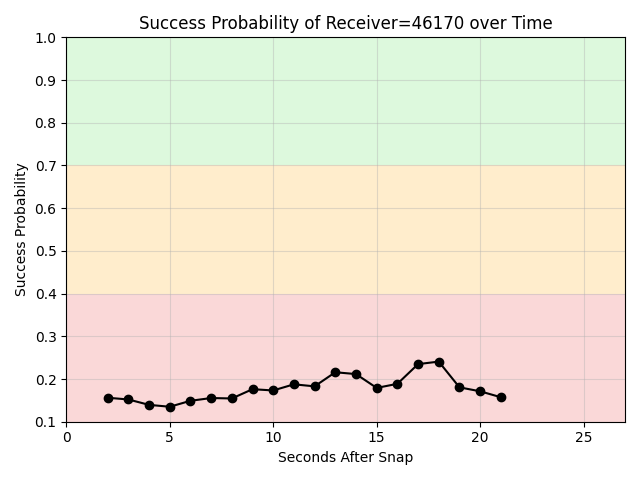 Success Probability of Receiver=46170 over Time
1.0
0.9
0.8
0.7
0.6
0.5
0.4
0.3
0.2
0.1
Success Probability
0 5 10 15 20 25
Seconds After Snap